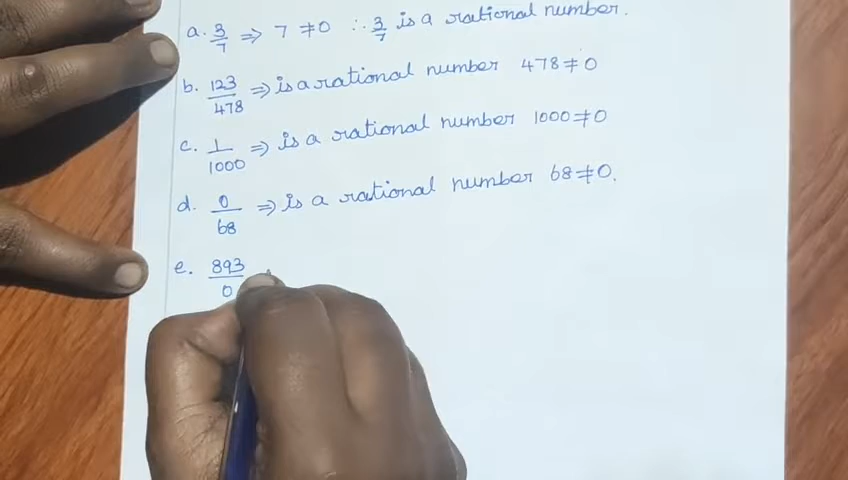 a. 3/7 ⇒ 7 ≠ 0 ∴ 3/7 is a rational number.
b. 123/478 ⇒ is a rational number 478 ≠ 0
c. 1/1000 ⇒ is a rational number 1000 ≠ 0
d. 0/68 ⇒ is a rational number 68 ≠ 0.
e. 893/0